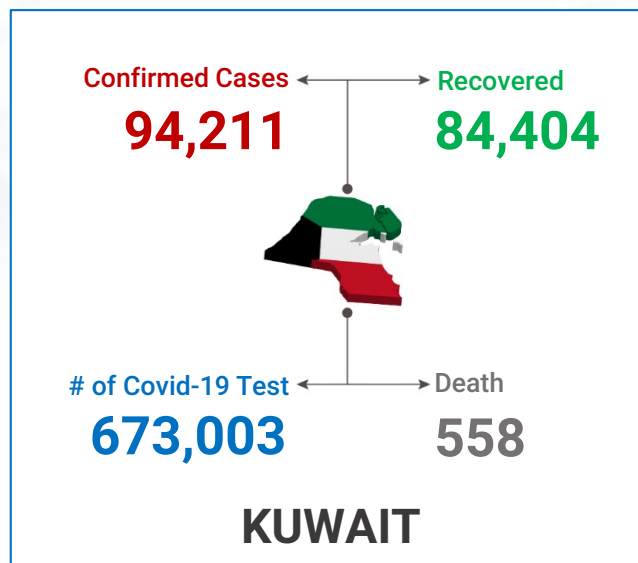 Confirmed Cases
94,211
Recovered
84,404
# of Covid-19 Test
673,003
Death
558
KUWAIT